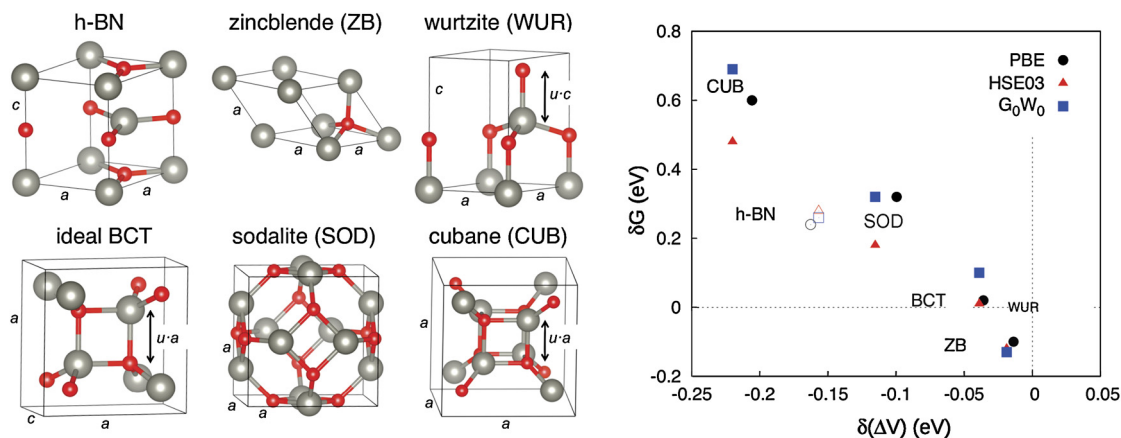 h-BN
zincblende (ZB)
wurtzite (WUR)
c
a
a
a
a
a
c
u·c
a
a
ideal BCT
sodalite (SOD)
cubane (CUB)
a
u·a
c
a
a
a
a
a
u·a
a
a
δG (eV)
0.8
0.6
0.4
0.2
0
-0.2
-0.25
-0.2
-0.15
-0.1
-0.05
0
0.05
δ(ΔV) (eV)
PBE
HSE03
G₀W₀
CUB
h-BN
SOD
BCT
WUR
ZB